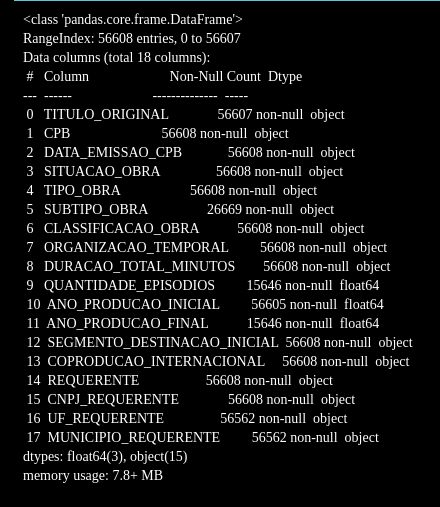 <class 'pandas.core.frame.DataFrame'>
RangeIndex: 56608 entries, 0 to 56607
Data columns (total 18 columns):
 #   Column                        Non-Null Count  Dtype
---  ------                        --------------  -----
 0   TITULO_ORIGINAL               56607 non-null  object
 1   CPB                           56608 non-null  object
 2   DATA_EMISSAO_CPB              56608 non-null  object
 3   SITUACAO_OBRA                 56608 non-null  object
 4   TIPO_OBRA                     56608 non-null  object
 5   SUBTIPO_OBRA                  26669 non-null  object
 6   CLASSIFICACAO_OBRA            56608 non-null  object
 7   ORGANIZACAO_TEMPORAL          56608 non-null  object
 8   DURACAO_TOTAL_MINUTOS         56608 non-null  object
 9   QUANTIDADE_EPISODIOS          15646 non-null  float64
 10  ANO_PRODUCAO_INICIAL          56605 non-null  float64
 11  ANO_PRODUCAO_FINAL            15646 non-null  float64
 12  SEGMENTO_DESTINACAO_INICIAL   56608 non-null  object
 13  COPRODUCAO_INTERNACIONAL      56608 non-null  object
 14  REQUERENTE                    56608 non-null  object
 15  CNPJ_REQUERENTE               56608 non-null  object
 16  UF_REQUERENTE                 56562 non-null  object
 17  MUNICIPIO_REQUERENTE          56562 non-null  object
dtypes: float64(3), object(15)
memory usage: 7.8+ MB